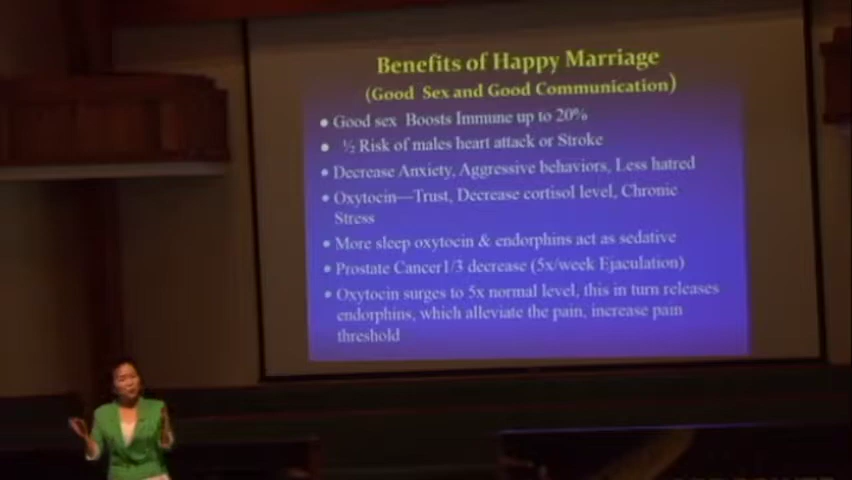 Benefits of Happy Marriage
(Good Sex and Good Communication)
• Good sex Boosts Immune up to 20%
• ½ Risk of males heart attack or Stroke
• Decrease Anxiety, Aggressive behaviors, Less hatred
• Oxytocin—Trust, Decrease cortisol level, Chronic
Stress
• More sleep oxytocin & endorphins act as sedative
• Prostate Cancer1/3 decrease (5x/week Ejaculation)
• Oxytocin surges to 5x normal level, this in turn releases
endorphins, which alleviate the pain, increase pain
threshold